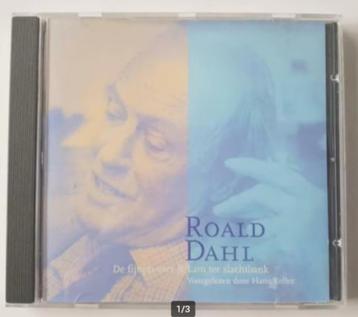 ROALD
DAHL
De fijnproever & Lam ter slachtbank
Voorgelezen door Hans Keller
1/3